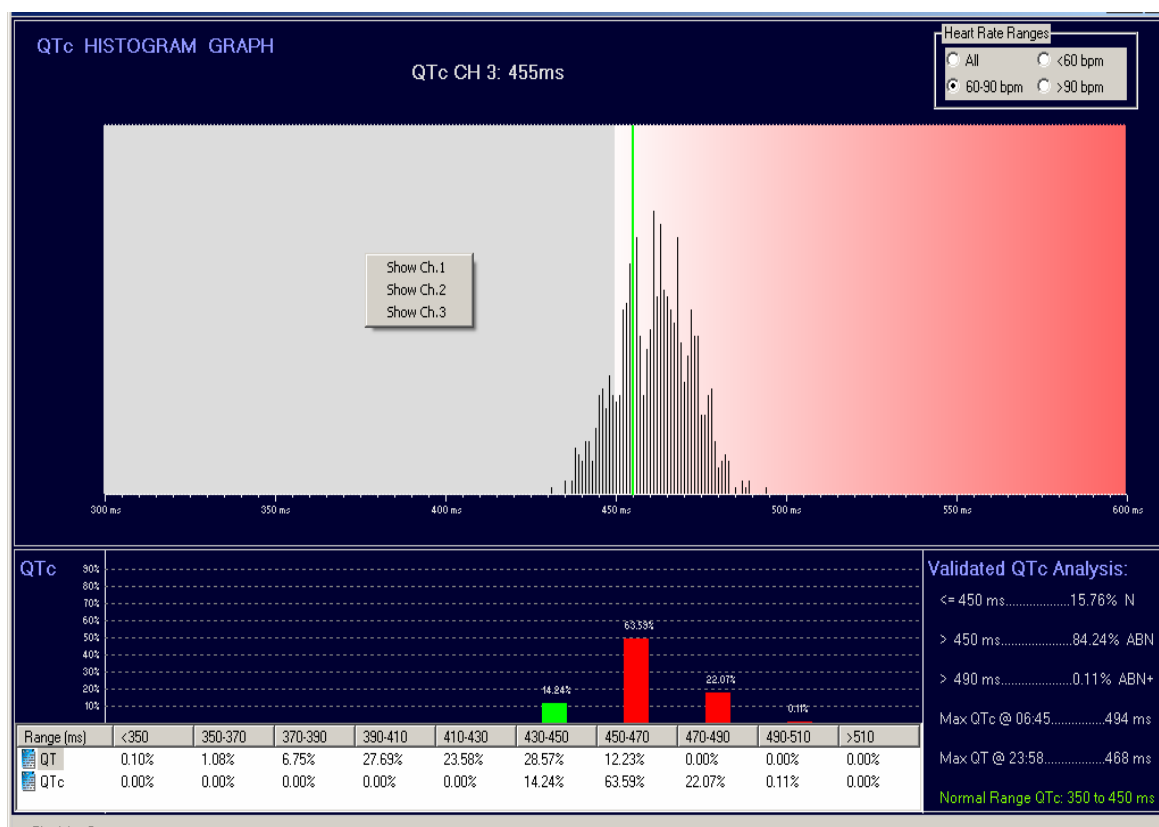 QTc HISTOGRAM GRAPH
QTc CH 3: 455ms
Heart Rate Ranges
All <60 bpm
60-90 bpm >90 bpm
Show Ch.1
Show Ch.2
Show Ch.3
300 ms 350 ms 400 ms 450 ms 500 ms 550 ms 600 ms
QTc
90%
80%
70%
60%
50%
40%
30%
20%
10%
14.24% 63.59% 22.07% 0.11%
Range (ms) <350 350-370 370-390 390-410 410-430 430-450 450-470 470-490 490-510 >510
QT 0.10% 1.08% 6.75% 27.69% 23.58% 28.57% 12.23% 0.00% 0.00% 0.00%
QTc 0.00% 0.00% 0.00% 0.00% 0.00% 14.24% 63.59% 22.07% 0.11% 0.00%
Validated QTc Analysis:
<= 450 ms..................15.76% N
> 450 ms....................84.24% ABN
> 490 ms....................0.11% ABN+
Max QTc @ 06:45...............494 ms
Max QT @ 23:58.................468 ms
Normal Range QTc: 350 to 450 ms